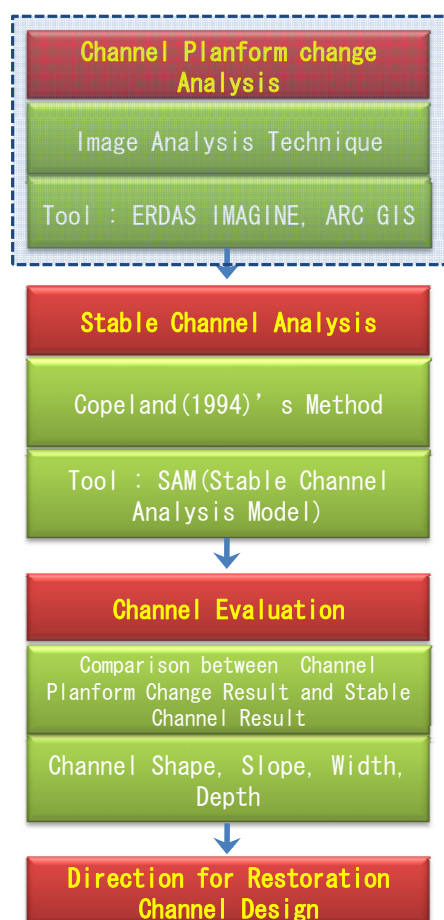 Channel Planform change
Analysis
Image Analysis Technique
Tool : ERDAS IMAGINE, ARC GIS
Stable Channel Analysis
Copeland(1994)’s Method
Tool : SAM(Stable Channel
Analysis Model)
Channel Evaluation
Comparison between Channel
Planform Change Result and Stable
Channel Result
Channel Shape, Slope, Width,
Depth
Direction for Restoration
Channel Design